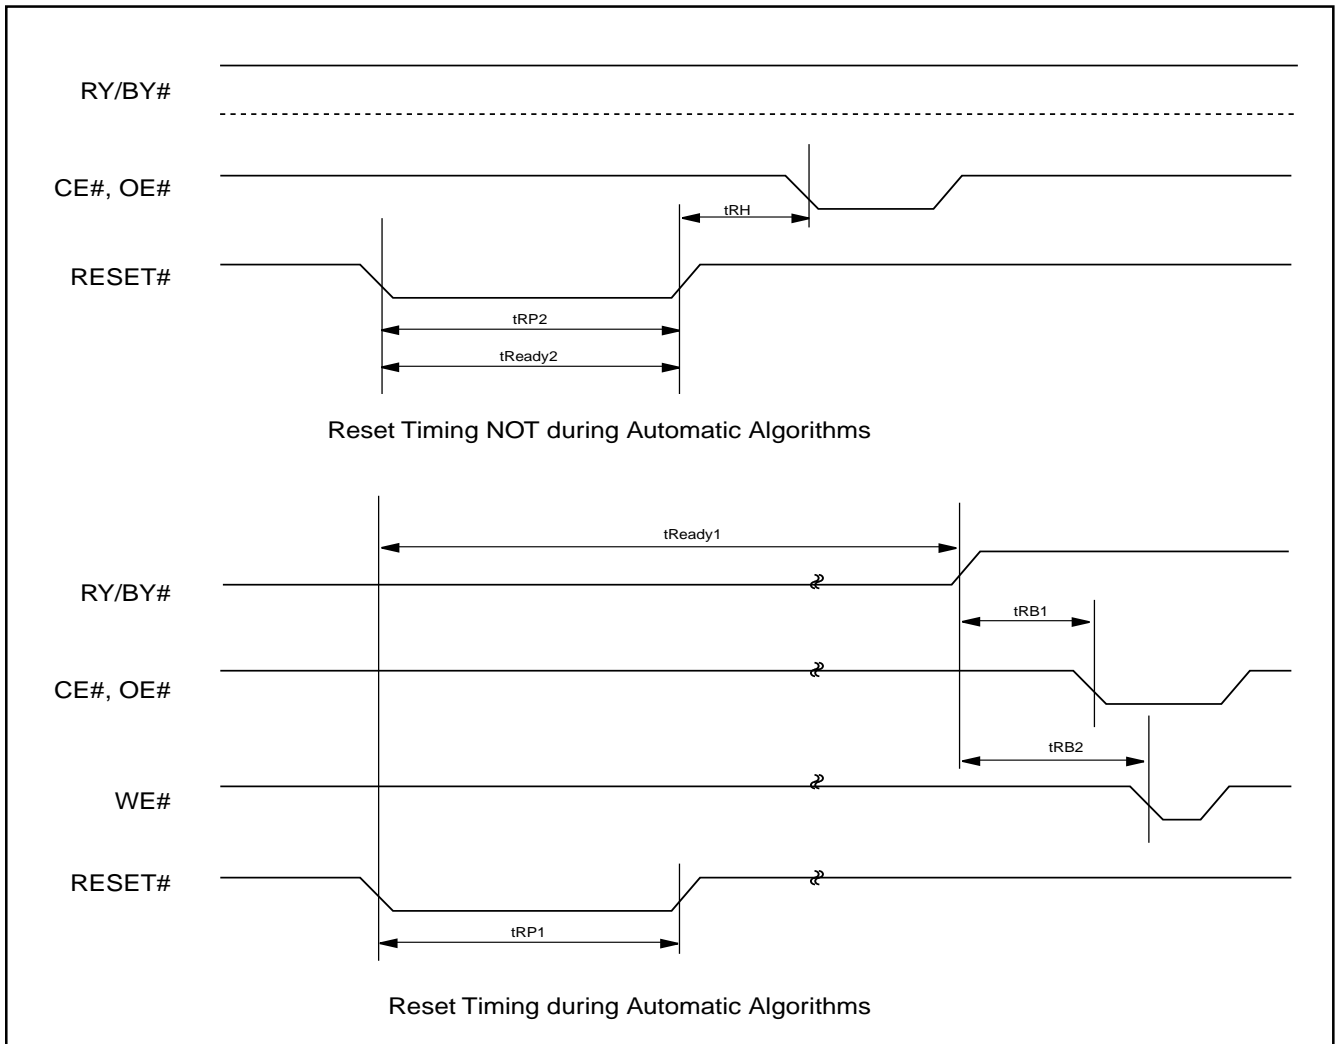 RY/BY#
CE#, OE#
tRH
RESET#
tRP2
tReady2
Reset Timing NOT during Automatic Algorithms
tReady1
RY/BY#
tRB1
CE#, OE#
tRB2
WE#
RESET#
tRP1
Reset Timing during Automatic Algorithms